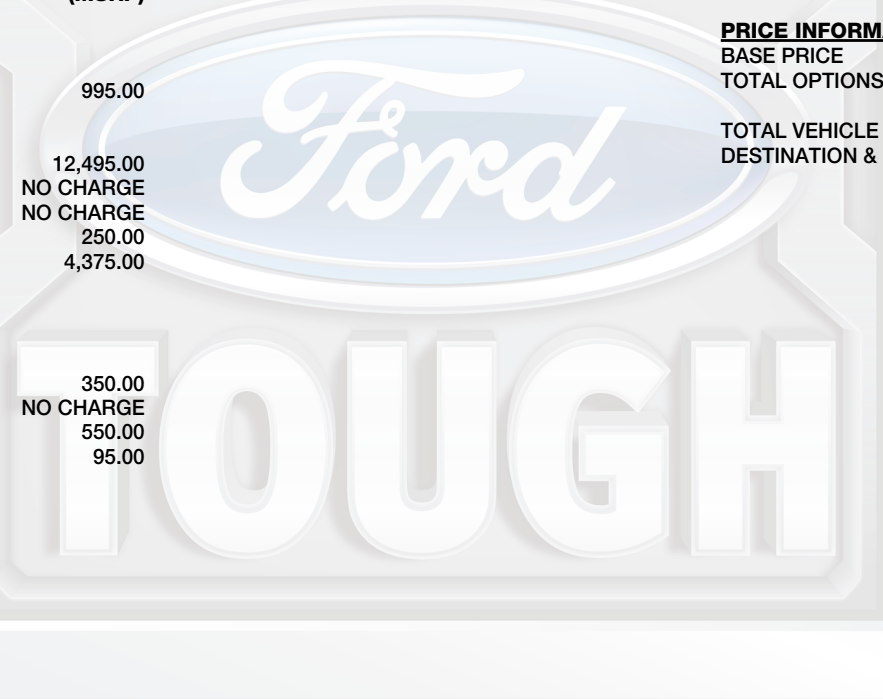 995.00
12,495.00
NO CHARGE
NO CHARGE
250.00
4,375.00
350.00
NO CHARGE
550.00
95.00
PRICE INFORM
BASE PRICE
TOTAL OPTIONS
TOTAL VEHICLE
DESTINATION &
Ford
TOUGH